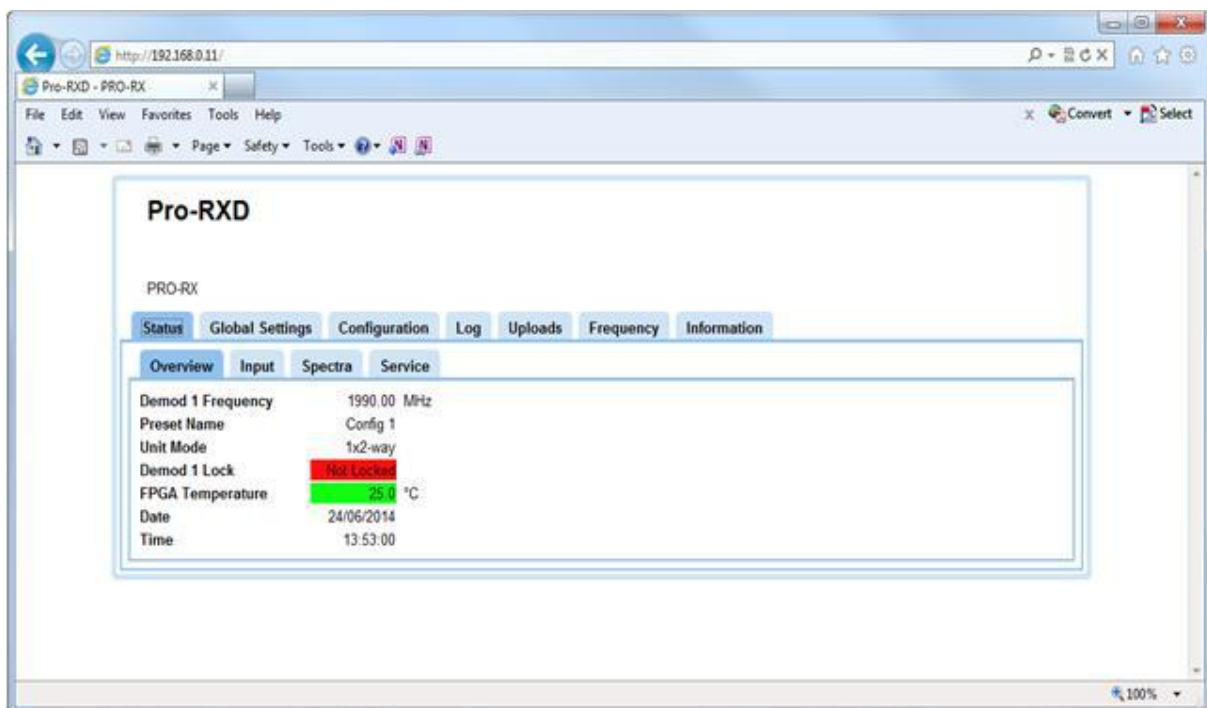 http://192.168.0.11/
Pro-RXD - PRO-RX
File Edit View Favorites Tools Help
Convert Select
Page Safety Tools
Pro-RXD
PRO-RX
Status Global Settings Configuration Log Uploads Frequency Information
Overview Input Spectra Service
Demod 1 Frequency 1990.00 MHz
Preset Name Config 1
Unit Mode 1x2-way
Demod 1 Lock Not Locked
FPGA Temperature 25.0 °C
Date 24/06/2014
Time 13:53:00
100%